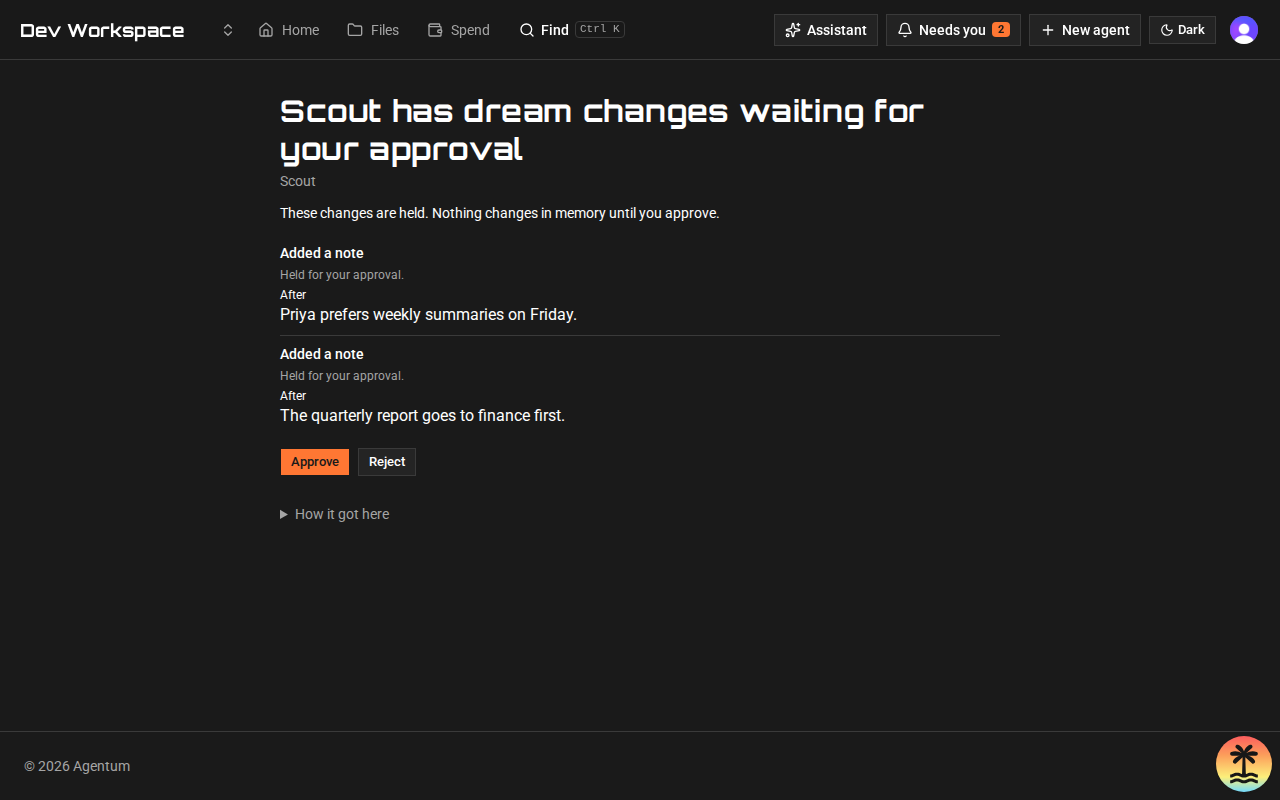 Dev Workspace
Home
Files
Spend
Find Ctrl K
Assistant
Needs you 2
New agent
Dark
Scout has dream changes waiting for
your approval
Scout
These changes are held. Nothing changes in memory until you approve.
Added a note
Held for your approval.
After
Priya prefers weekly summaries on Friday.
Added a note
Held for your approval.
After
The quarterly report goes to finance first.
Approve
Reject
How it got here
© 2026 Agentum